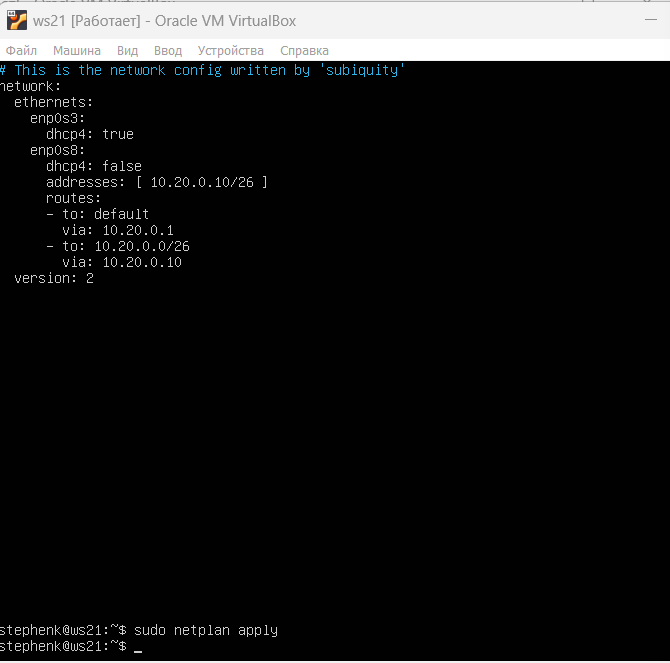 ws21 [Работает] - Oracle VM VirtualBox
Файл Машина Вид Ввод Устройства Справка
# This is the network config written by 'subiquity'
network:
  ethernets:
    enp0s3:
      dhcp4: true
    enp0s8:
      dhcp4: false
      addresses: [ 10.20.0.10/26 ]
      routes:
      - to: default
        via: 10.20.0.1
      - to: 10.20.0.0/26
        via: 10.20.0.10
  version: 2
stephenk@ws21:~$ sudo netplan apply
stephenk@ws21:~$ _